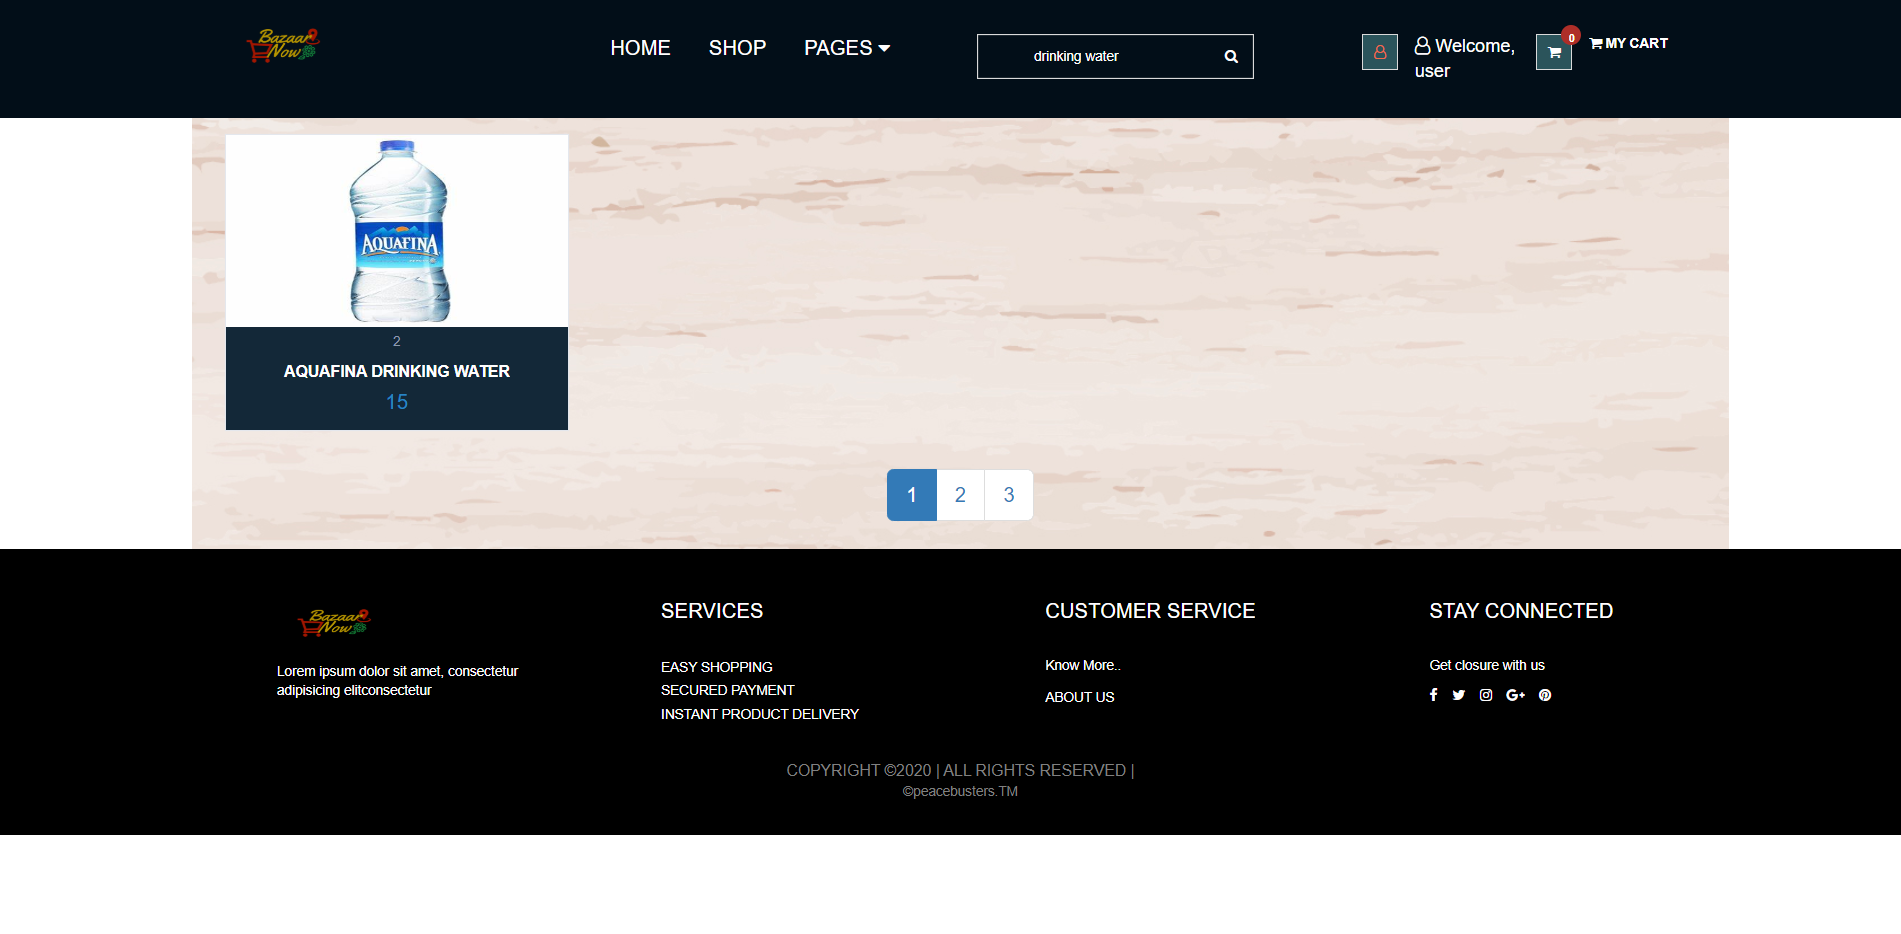 Bazaar
Now
HOME
SHOP
PAGES
drinking water
Welcome,
user
0
MY CART
AQUAFINA
2
AQUAFINA DRINKING WATER
15
1
2
3
Bazaar
Now
Lorem ipsum dolor sit amet, consectetur
adipisicing elitconsectetur
SERVICES
EASY SHOPPING
SECURED PAYMENT
INSTANT PRODUCT DELIVERY
CUSTOMER SERVICE
Know More..
ABOUT US
STAY CONNECTED
Get closure with us
COPYRIGHT ©2020 | ALL RIGHTS RESERVED |
©peacebusters.TM